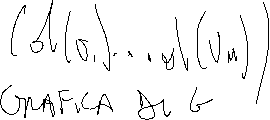 (d(v₁)...,d(vₙ))
GRAFICA DI G